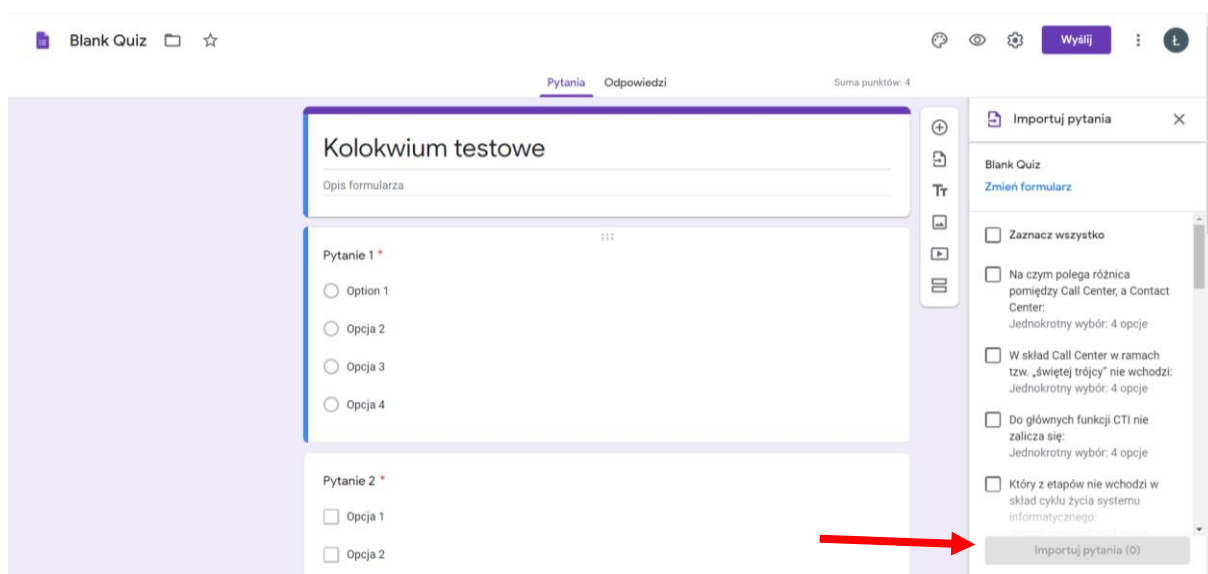 Blank Quiz
Wyślij
Ł
Pytania Odpowiedzi
Suma punktów: 4
Kolokwium testowe
Opis formularza
Pytanie 1 *
Option 1
Opcja 2
Opcja 3
Opcja 4
Pytanie 2 *
Opcja 1
Opcja 2
Tт
Importuj pytania
Blank Quiz
Zmień formularz
Zaznacz wszystko
Na czym polega różnica
pomiędzy Call Center, a Contact
Center:
Jednokrotny wybór: 4 opcje
W skład Call Center w ramach
tzw. „świętej trójcy” nie wchodzi:
Jednokrotny wybór: 4 opcje
Do głównych funkcji CTI nie
zalicza się:
Jednokrotny wybór: 4 opcje
Który z etapów nie wchodzi w
skład cyklu życia systemu
informatycznego:
Importuj pytania (0)